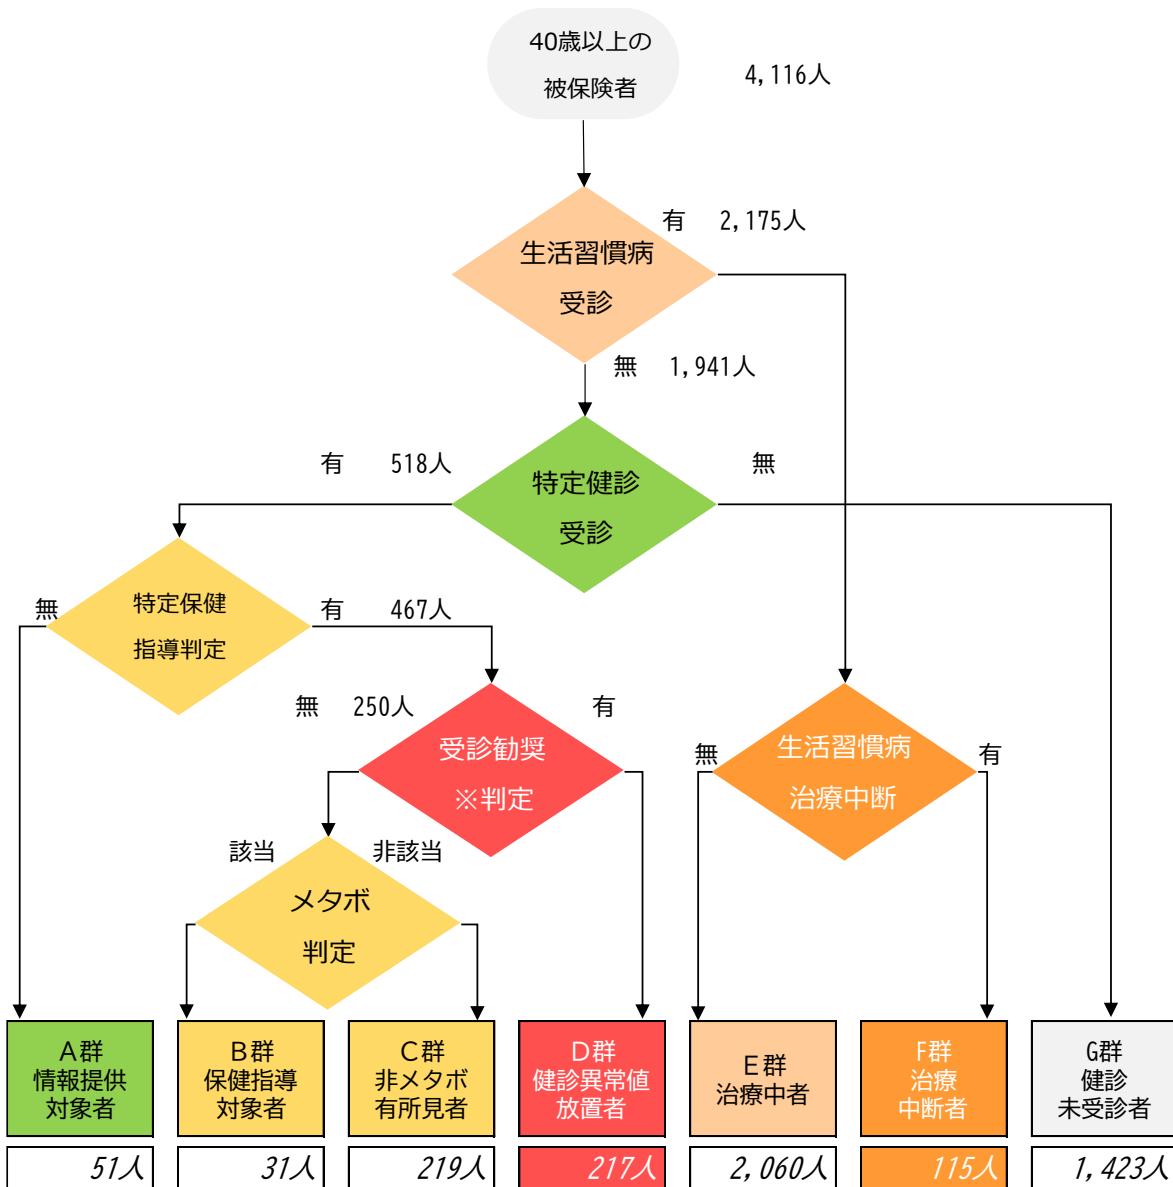 40歳以上の
被保険者
4,116人
有 2,175人
生活習慣病
受診
無 1,941人
有 518人
特定健診
受診
無
特定保健
指導判定
無
有 467人
無 250人
受診勧奨
※判定
有
生活習慣病
治療中断
無
有
該当
非該当
メタボ
判定
A群
情報提供
対象者
B群
保健指導
対象者
C群
非メタボ
有所見者
D群
健診異常値
放置者
E群
治療中者
F群
治療
中断者
G群
健診
未受診者
51人
31人
219人
217人
2,060人
115人
1,423人